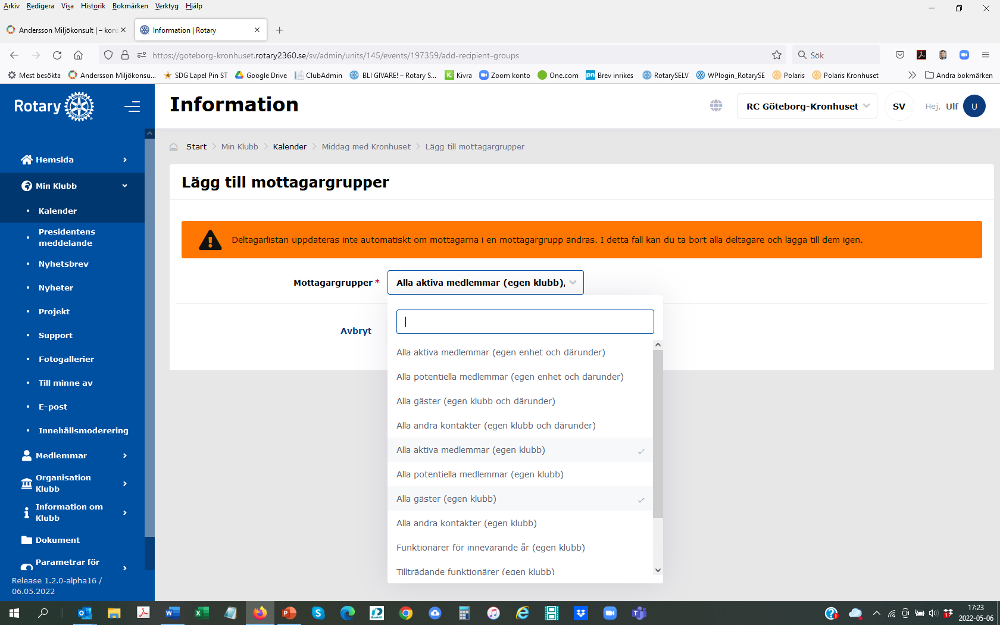 Arkiv Redigera Visa Historik Bokmärken Verktyg Hjälp
Andersson Miljökonsult | – kons
Information | Rotary
https://goteborg-kronhuset.rotary2360.se/sv/admin/units/145/events/197359/add-recipient-groups
Sök
Mest besökta Andersson Miljökonsu... SDG Lapel Pin ST Google Drive ClubAdmin BLI GIVARE! – Rotary S... Kivra Zoom konto One.com Brev inrikes RotarySELV WPlogin_RotarySE Polaris Polaris Kronhuset Andra bokmärken
Rotary
Information
RC Göteborg-Kronhuset
SV
Hej, Ulf
U
Start Min Klubb Kalender Middag med Kronhuset Lägg till mottagargrupper
Hemsida
Min Klubb
Kalender
Presidentens
meddelande
Nyhetsbrev
Nyheter
Projekt
Support
Fotogallerier
Till minne av
E-post
Innehållsmoderering
Medlemmar
Organisation
Klubb
Information om
Klubb
Dokument
Parametrar för
Release 1.2.0-alpha16 /
06.05.2022
Lägg till mottagargrupper
Deltagarlistan uppdateras inte automatiskt om mottagarna i en mottagargrupp ändras. I detta fall kan du ta bort alla deltagare och lägga till dem igen.
Mottagargrupper * Alla aktiva medlemmar (egen klubb),
Avbryt
Alla aktiva medlemmar (egen enhet och därunder)
Alla potentiella medlemmar (egen enhet och därunder)
Alla gäster (egen klubb och därunder)
Alla andra kontakter (egen klubb och därunder)
Alla aktiva medlemmar (egen klubb)
Alla potentiella medlemmar (egen klubb)
Alla gäster (egen klubb)
Alla andra kontakter (egen klubb)
Funktionärer för innevarande år (egen klubb)
Tillträdande funktionärer (egen klubb)
17:23
2022-05-06